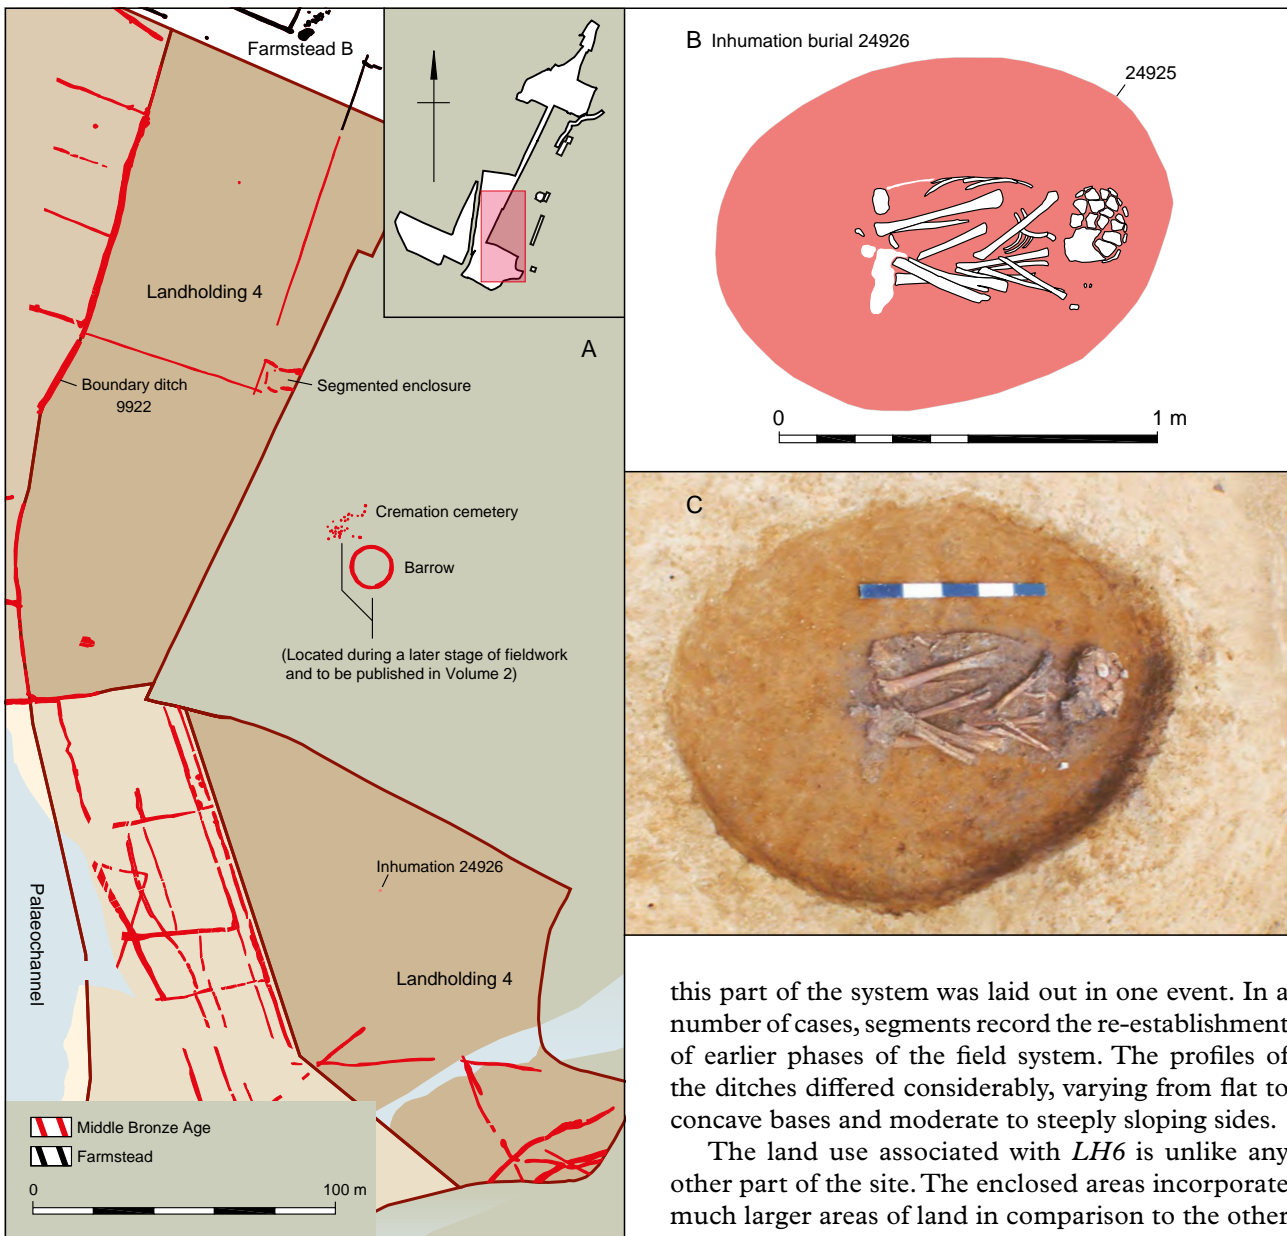 Farmstead B
Landholding 4
A
Boundary ditch
9922
Segmented enclosure
Cremation cemetery
Barrow
(Located during a later stage of fieldwork
and to be published in Volume 2)
Inhumation 24926
Palaeochannel
Landholding 4
Middle Bronze Age
Farmstead
0
100 m
B Inhumation burial 24926
24925
0
1 m
C
this part of the system was laid out in one event. In a
number of cases, segments record the re-establishment
of earlier phases of the field system. The profiles of
the ditches differed considerably, varying from flat to
concave bases and moderate to steeply sloping sides.
The land use associated with LH6 is unlike any
other part of the site. The enclosed areas incorporate
much larger areas of land in comparison to the other